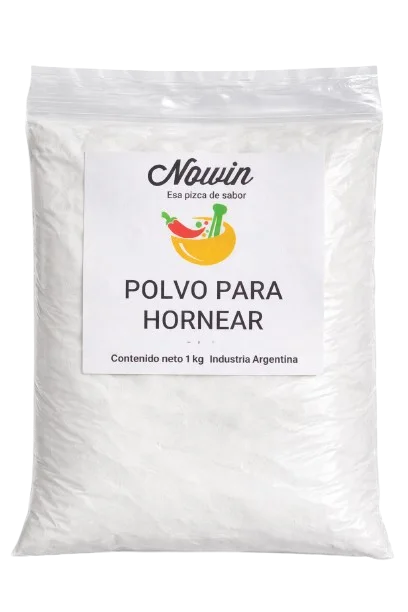 Nowin
Esa pizca de sabor
POLVO PARA
HORNEAR
Contenido neto 1 kg Industria Argentina